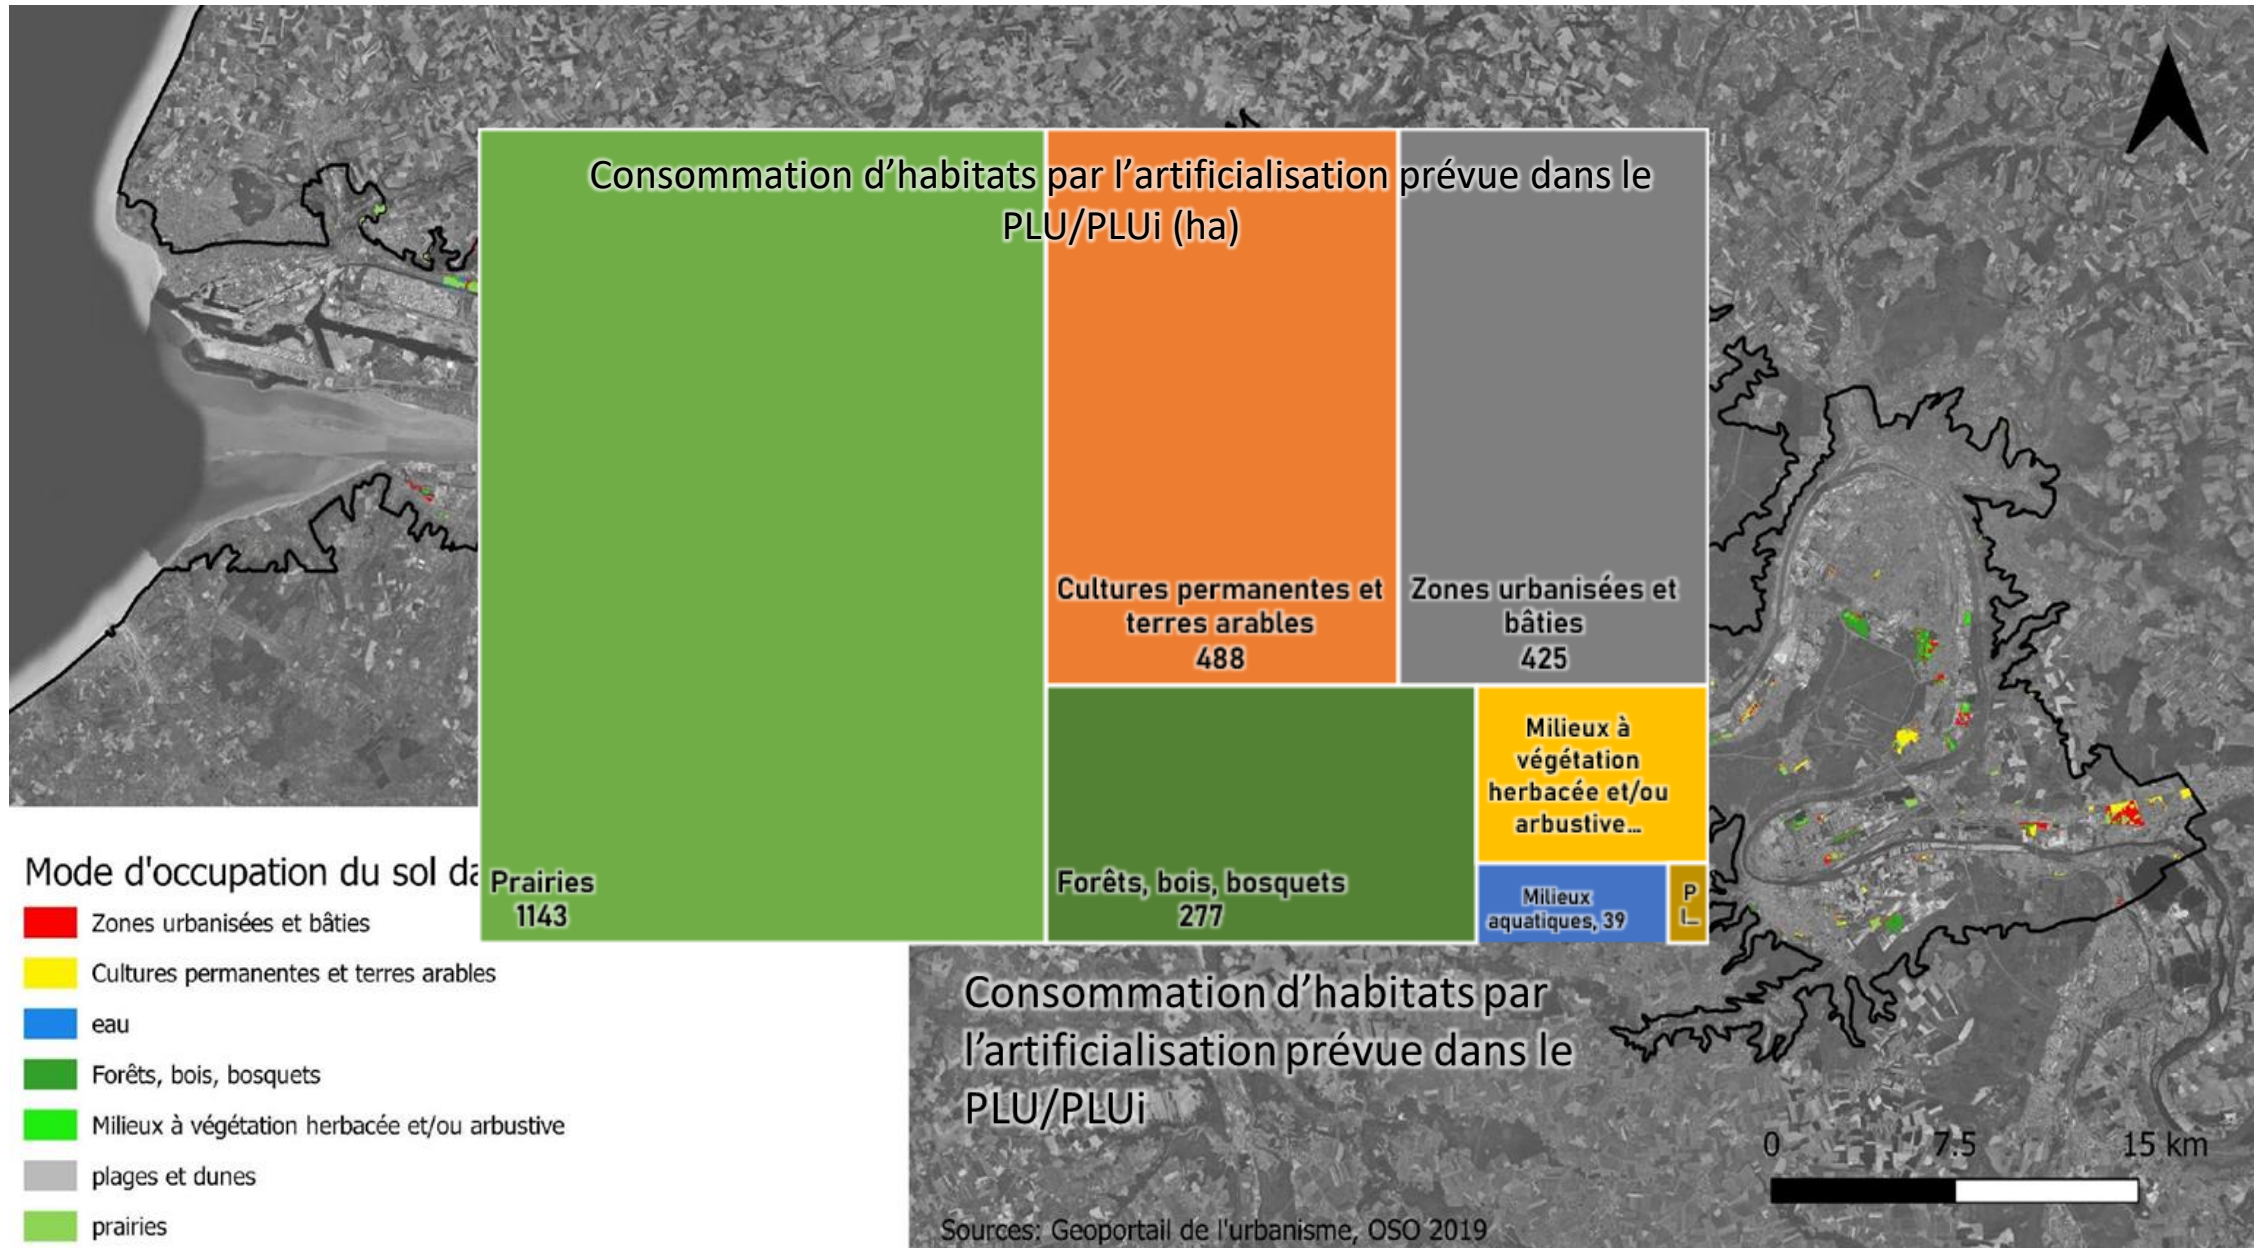 Consommation d’habitats par l’artificialisation prévue dans le
PLU/PLUi (ha)
Cultures permanentes et
terres arables
488
Zones urbanisées et
bâties
425
Milieux à
végétation
herbacée et/ou
arbustive...
Prairies
1143
Forêts, bois, bosquets
277
Milieux
aquatiques, 39
P
l...
Mode d'occupation du sol da
Zones urbanisées et bâties
Cultures permanentes et terres arables
eau
Forêts, bois, bosquets
Milieux à végétation herbacée et/ou arbustive
plages et dunes
prairies
Consommation d’habitats par
l’artificialisation prévue dans le
PLU/PLUi
0 7.5 15 km
Sources: Geoportail de l'urbanisme, OSO 2019